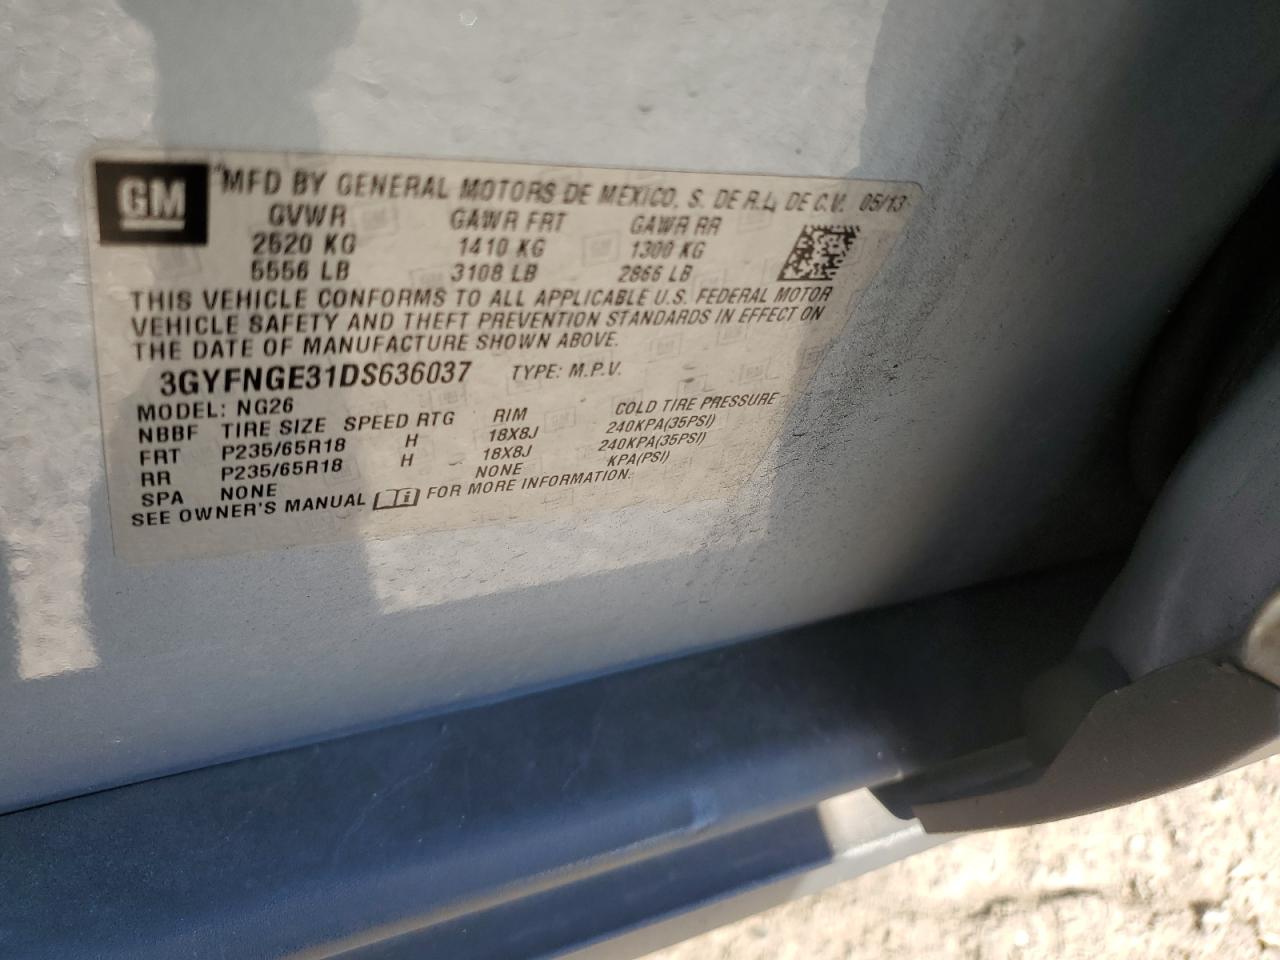 GM
MFD BY GENERAL MOTORS DE MEXICO, S. DE R.L. DE C.V. 05/13
GVWR GAWR FRT GAWR RR
2520 KG 1410 KG 1300 KG
5556 LB 3108 LB 2866 LB
THIS VEHICLE CONFORMS TO ALL APPLICABLE U.S. FEDERAL MOTOR
VEHICLE SAFETY AND THEFT PREVENTION STANDARDS IN EFFECT ON
THE DATE OF MANUFACTURE SHOWN ABOVE.
3GYFNGE31DS636037 TYPE: M.P.V.
MODEL: NG26
NBBF TIRE SIZE SPEED RTG RIM COLD TIRE PRESSURE
FRT P235/65R18 H 18X8J 240KPA(35PSI)
RR P235/65R18 H 18X8J 240KPA(35PSI)
SPA NONE NONE KPA(PSI)
SEE OWNER'S MANUAL i FOR MORE INFORMATION.